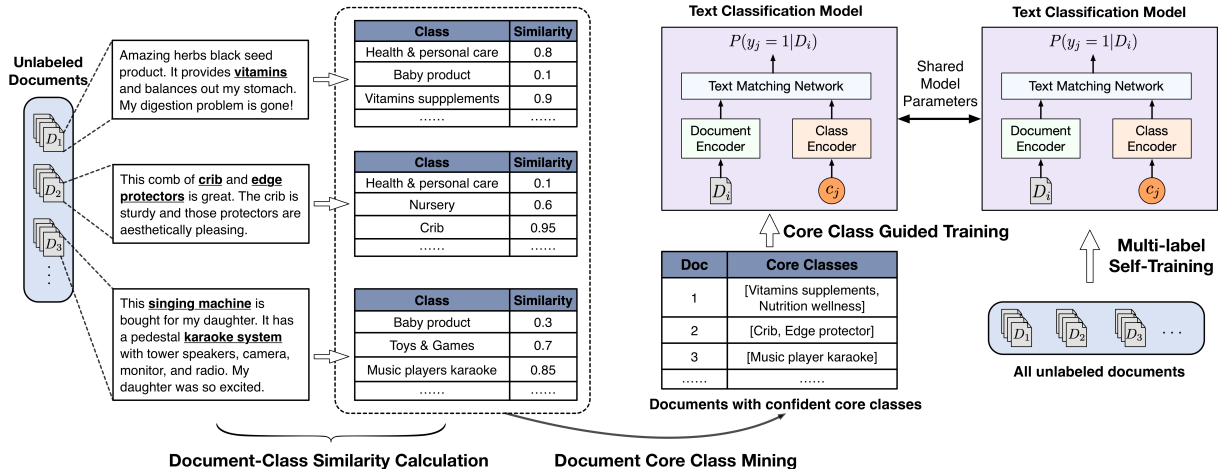 Unlabeled
Documents
D1
D2
D3
Amazing herbs black seed
product. It provides vitamins
and balances out my stomach.
My digestion problem is gone!
This comb of crib and edge
protectors is great. The crib is
sturdy and those protectors are
aesthetically pleasing.
This singing machine is
bought for my daughter. It has
a pedestal karaoke system
with tower speakers, camera,
monitor, and radio. My
daughter was so excited.
Class Similarity
Health & personal care 0.8
Baby product 0.1
Vitamins suppplements 0.9
...... ......
Class Similarity
Health & personal care 0.1
Nursery 0.6
Crib 0.95
...... ......
Class Similarity
Baby product 0.3
Toys & Games 0.7
Music players karaoke 0.85
...... ......
Document-Class Similarity Calculation
Document Core Class Mining
Text Classification Model
P(yj = 1|Di)
Text Matching Network
Document
Encoder
Class
Encoder
Di
cj
Shared
Model
Parameters
Text Classification Model
P(yj = 1|Di)
Text Matching Network
Document
Encoder
Class
Encoder
Di
cj
Core Class Guided Training
Doc Core Classes
1 [Vitamins supplements,
Nutrition wellness]
2 [Crib, Edge protector]
3 [Music player karaoke]
...... ......
Documents with confident core classes
Multi-label
Self-Training
D1 D2 D3 ...
All unlabeled documents